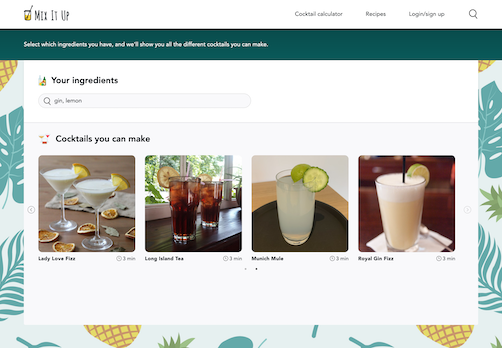 Mix It Up
Cocktail calculator Recipes Login/sign up
Select which ingredients you have, and we'll show you all the different cocktails you can make.
Your ingredients
gin, lemon
Cocktails you can make
Lady Love Fizz 3 min Long Island Tea 3 min Munich Mule 3 min Royal Gin Fizz 3 min